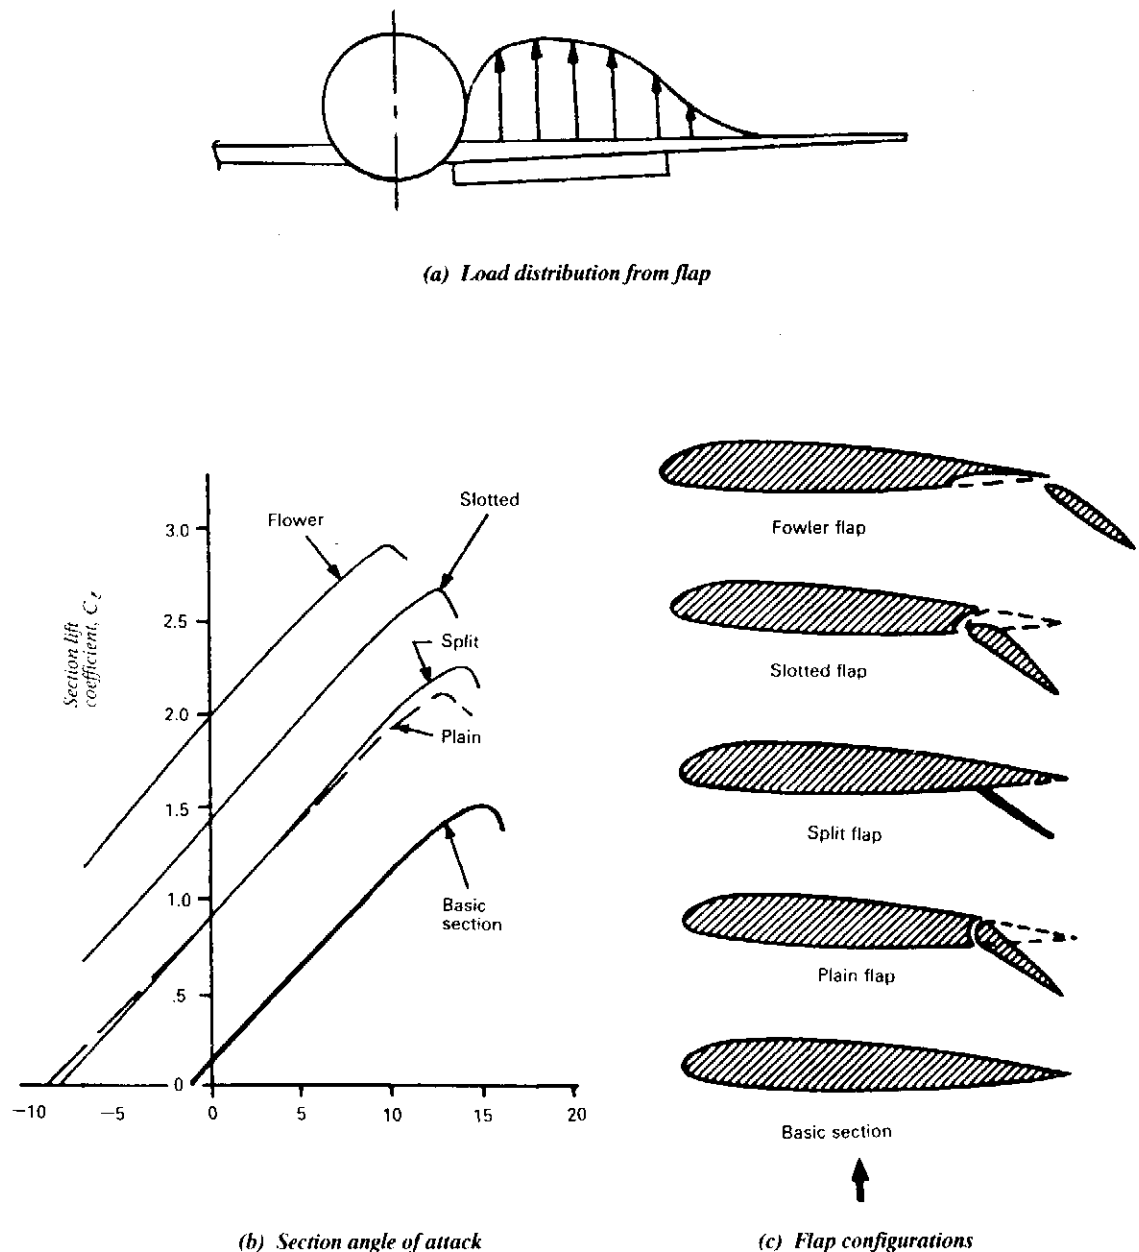 (a) Load distribution from flap
Section lift
coefficient, Cℓ
3.0
2.5
2.0
1.5
1.0
.5
0
−10
−5
0
5
10
15
20
Flower
Slotted
Split
Plain
Basic
section
(b) Section angle of attack
Fowler flap
Slotted flap
Split flap
Plain flap
Basic section
(c) Flap configurations